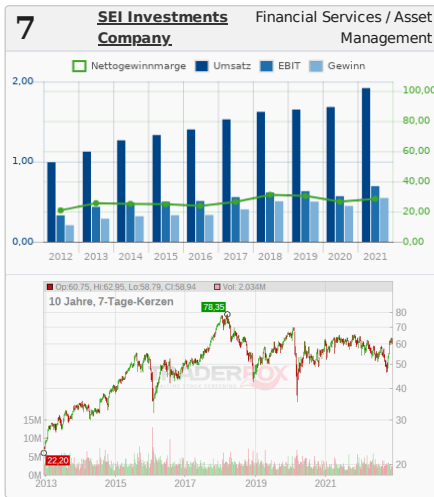 7
SEI Investments Company
Financial Services / Asset Management
Nettogewinnmarge Umsatz EBIT Gewinn
2,00 100,00
80,00
1,00 60,00
40,00
20,00
0,00 0,00
2012 2013 2014 2015 2016 2017 2018 2019 2020 2021
Op:60.75, Hi:62.95, Lo:58.79, Cl:58.94 Vol: 2.034M
10 Jahre, 7-Tage-Kerzen
78,35
80
70
60
50
40
15M 30
10M
5M
0M 20
22,20
2013 2015 2017 2019 2021